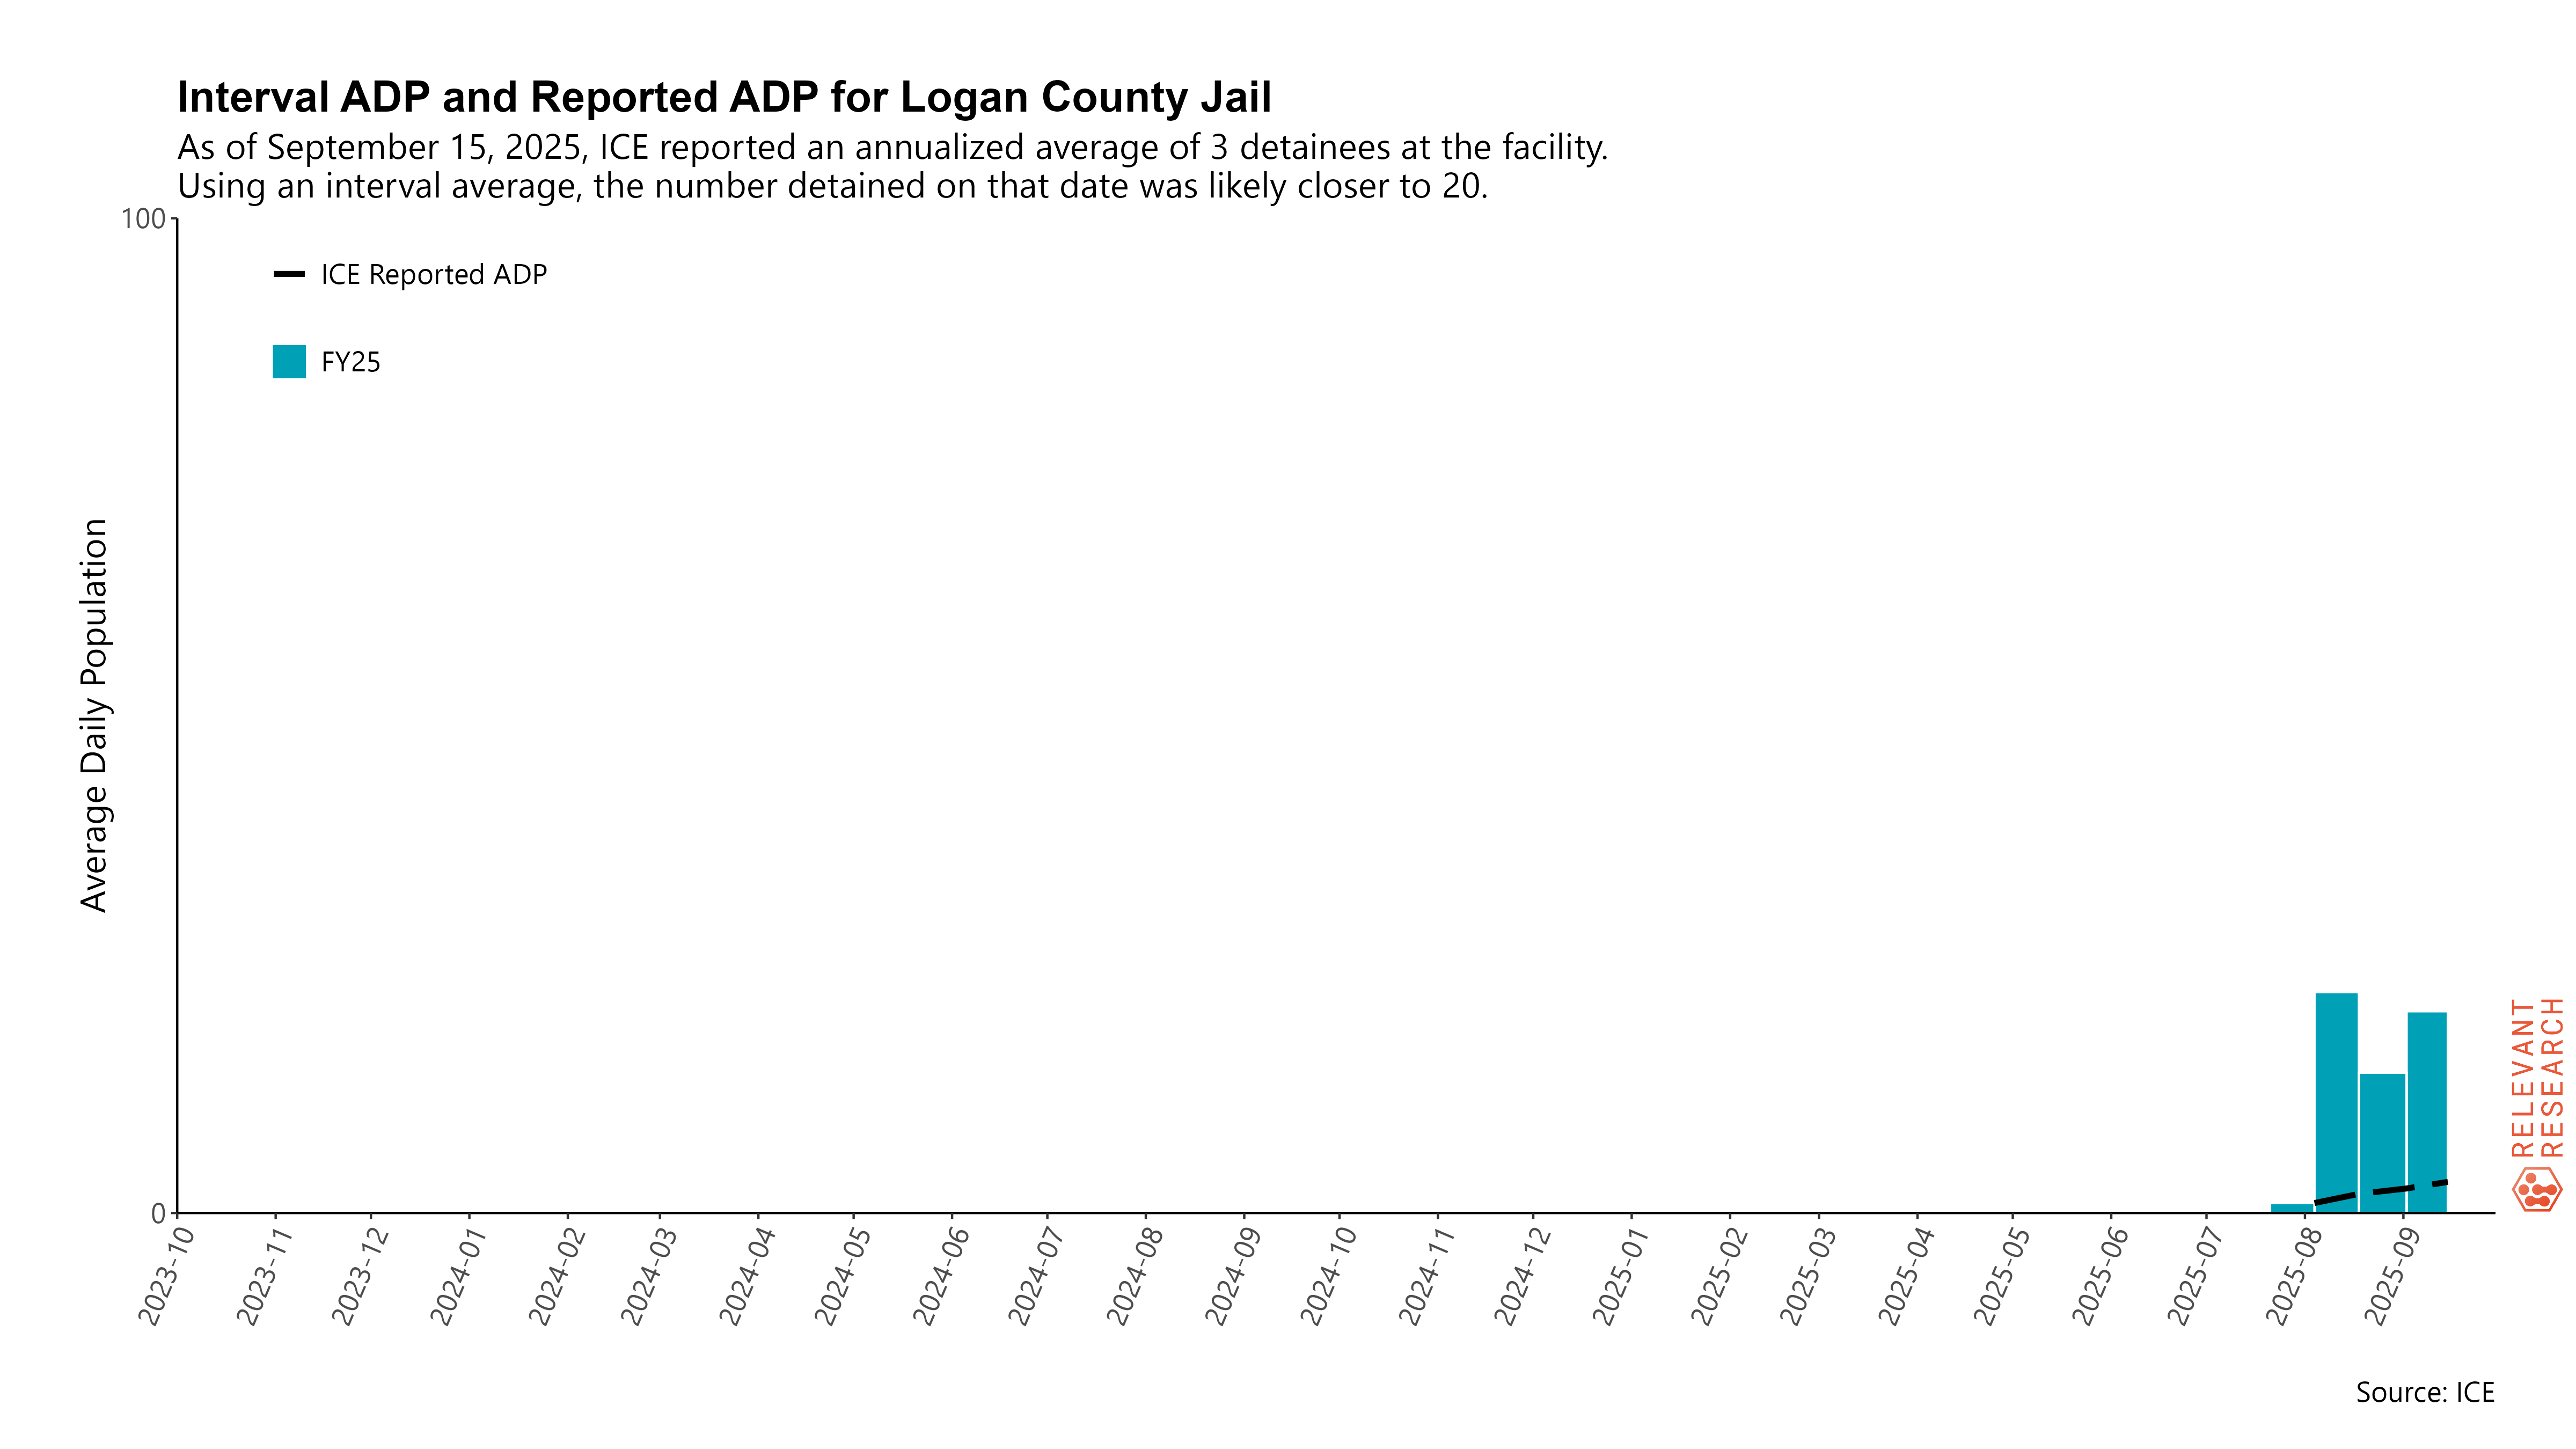 Interval ADP and Reported ADP for Logan County Jail
As of September 15, 2025, ICE reported an annualized average of 3 detainees at the facility.
Using an interval average, the number detained on that date was likely closer to 20.
100
ICE Reported ADP
FY25
Average Daily Population
0
2023-10
2023-11
2023-12
2024-01
2024-02
2024-03
2024-04
2024-05
2024-06
2024-07
2024-08
2024-09
2024-10
2024-11
2024-12
2025-01
2025-02
2025-03
2025-04
2025-05
2025-06
2025-07
2025-08
2025-09
RELEVANT
RESEARCH
Source: ICE